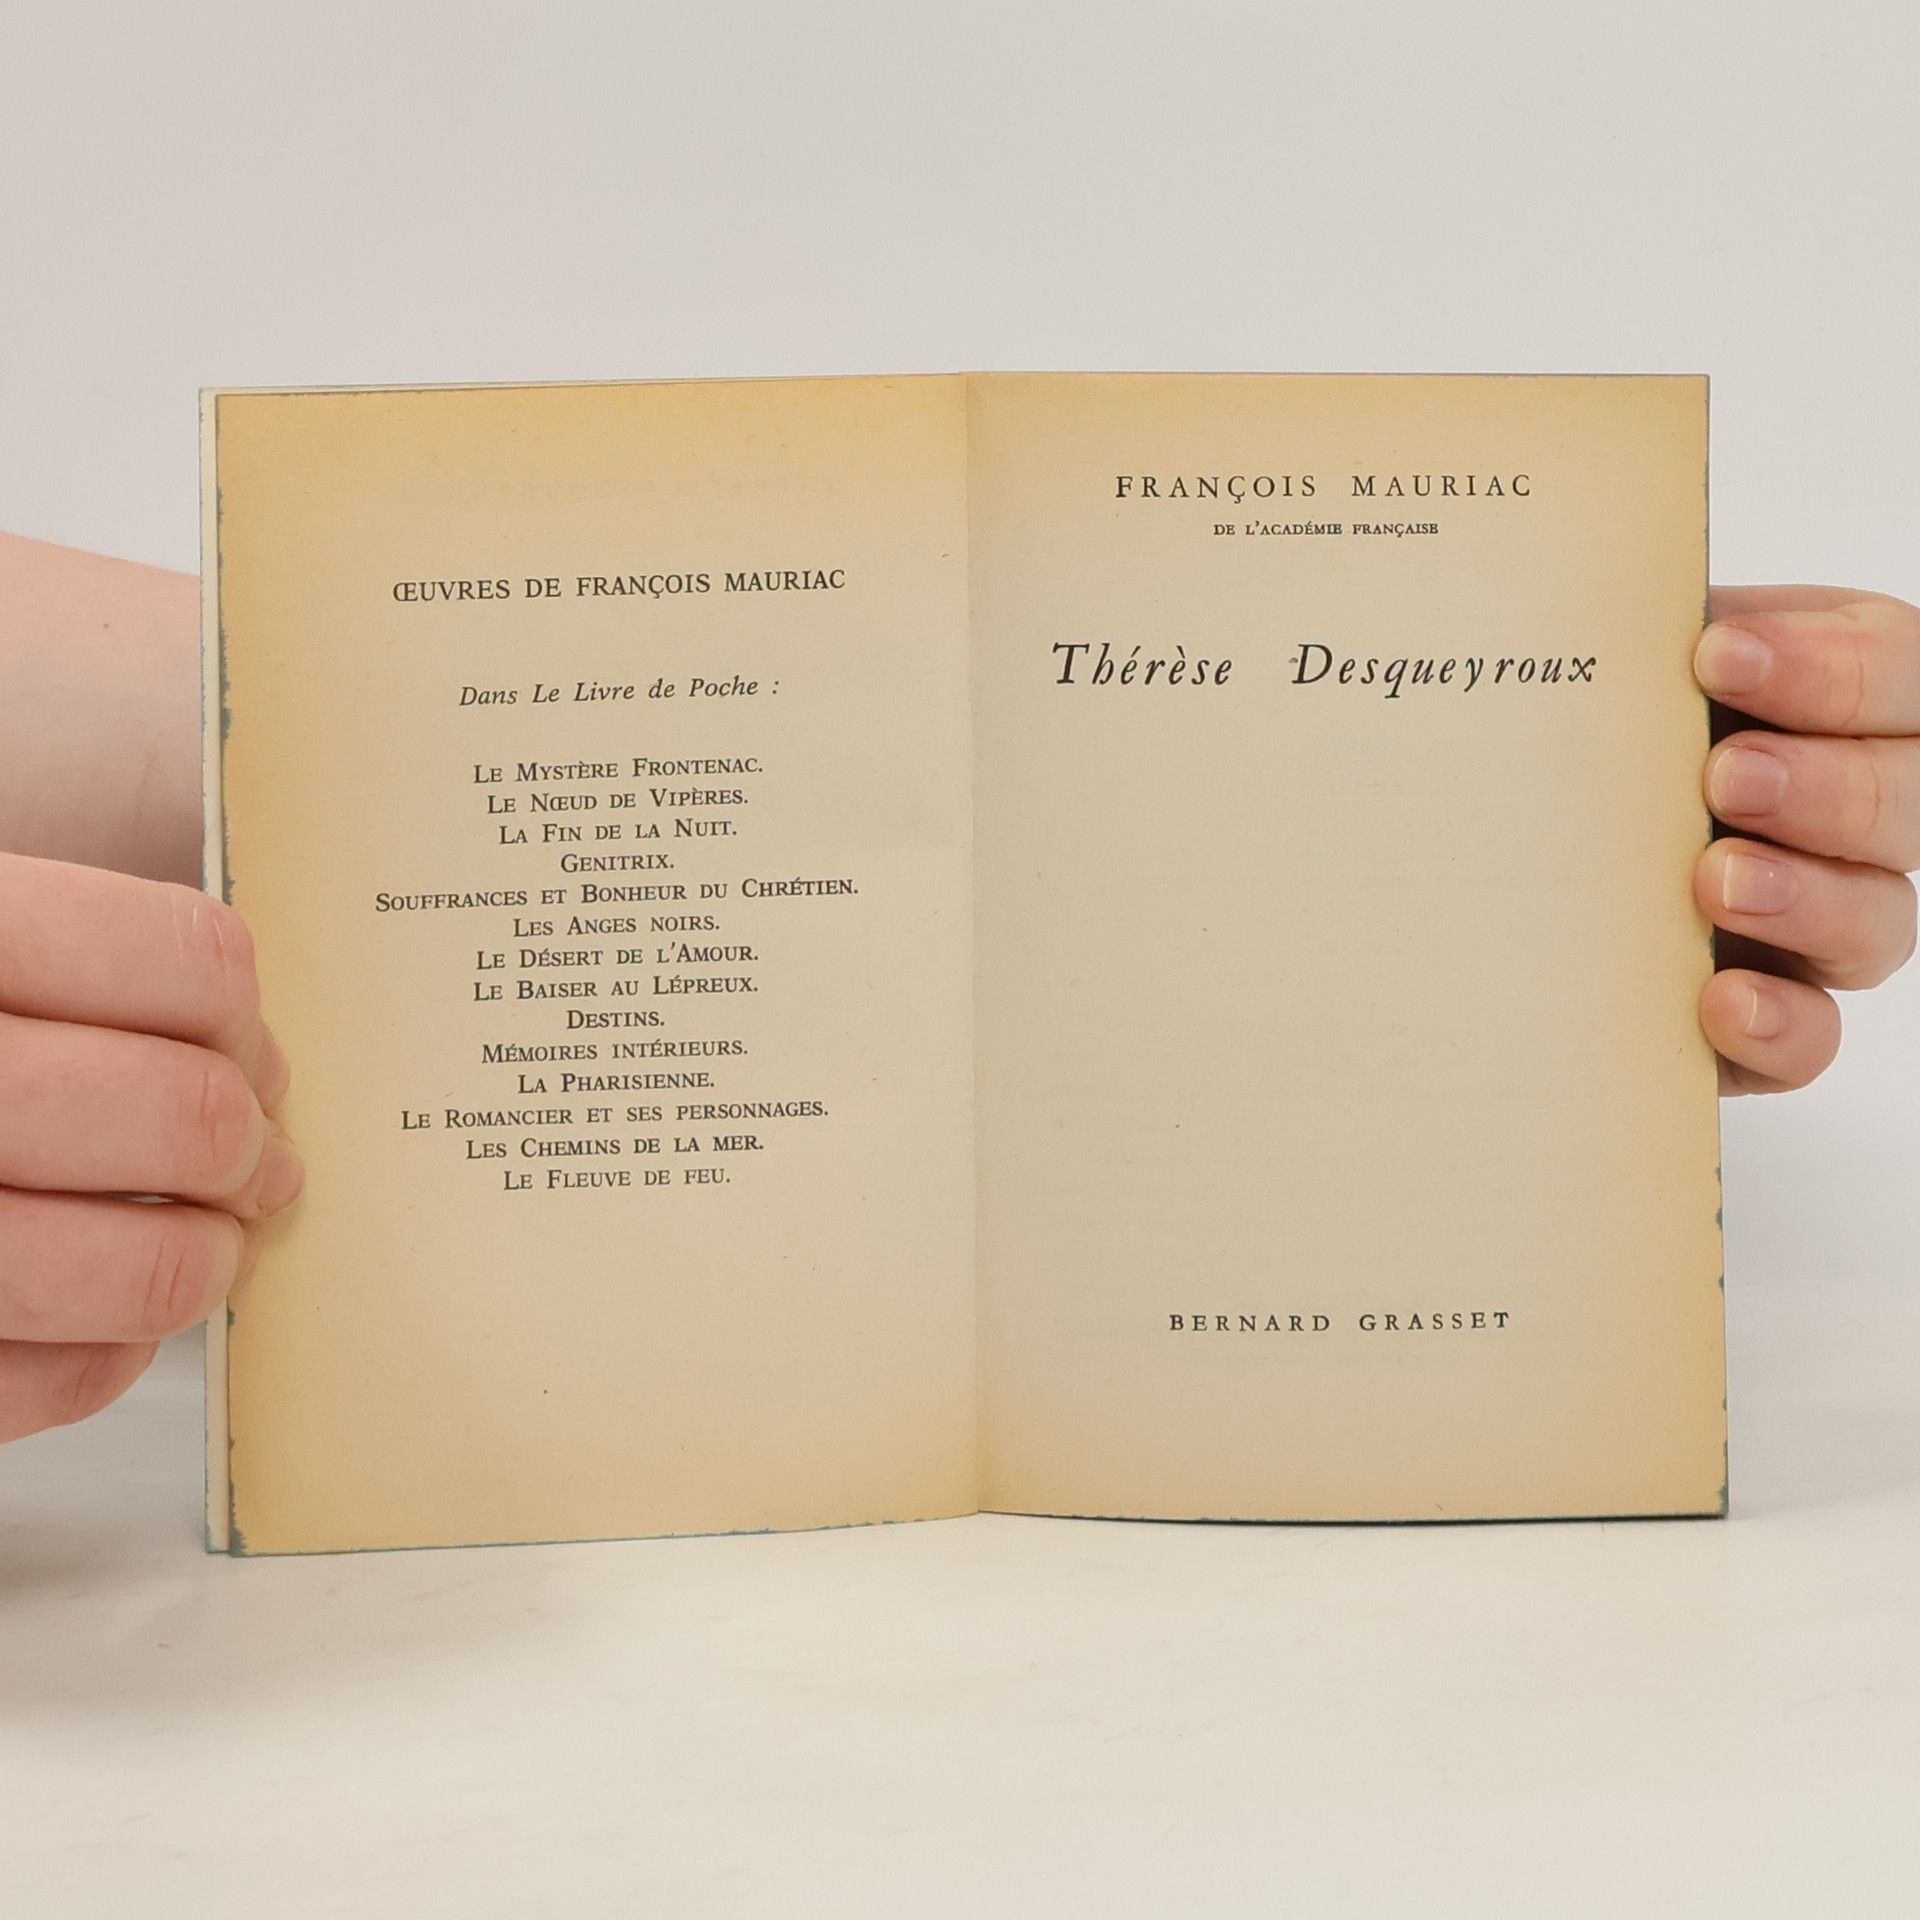 ŒUVRES DE FRANÇOIS MAURIAC
Dans Le Livre de Poche :
LE MYSTÈRE FRONTENAC.
LE NŒUD DE VIPÈRES.
LA FIN DE LA NUIT.
GENITRIX.
SOUFFRANCES ET BONHEUR DU CHRÉTIEN.
LES ANGES NOIRS.
LE DÉSERT DE L'AMOUR.
LE BAISER AU LÉPREUX.
DESTINS.
MÉMOIRES INTÉRIEURS.
LA PHARISIENNE.
LE ROMANCIER ET SES PERSONNAGES.
LES CHEMINS DE LA MER.
LE FLEUVE DE FEU.
FRANÇOIS MAURIAC
DE L'ACADÉMIE FRANÇAISE
Thérèse Desqueyroux
BERNARD GRASSET